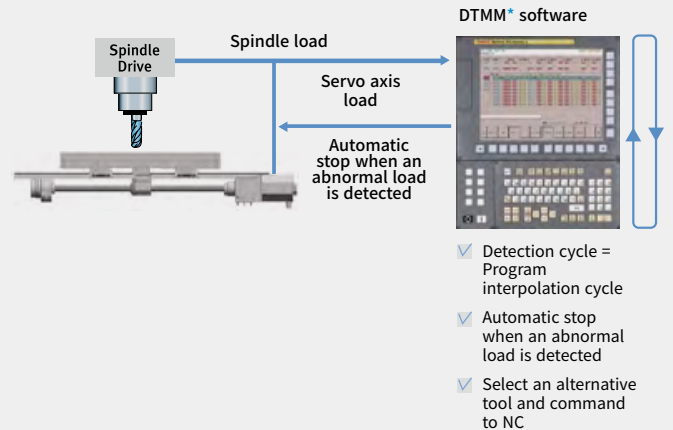 DTMM* software
Spindle
Drive
Spindle load
Servo axis
load
Automatic
stop when an
abnormal load
is detected
Detection cycle =
Program
interpolation cycle
Automatic stop
when an abnormal
load is detected
Select an alternative
tool and command
to NC